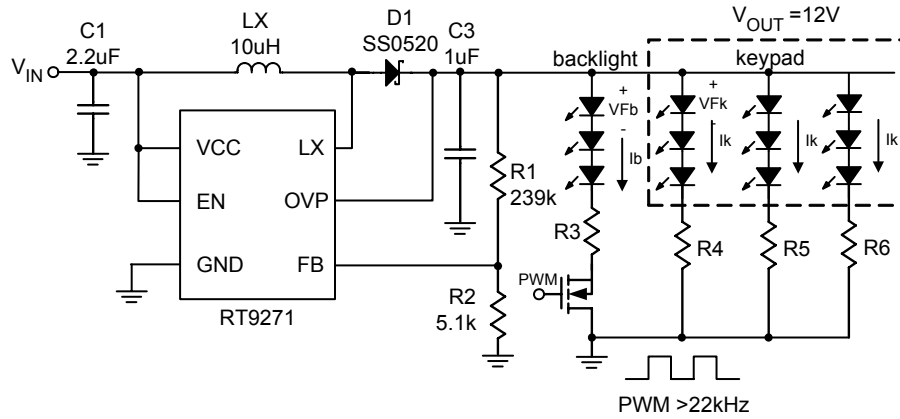 LX
10uH
D1
SS0520
C1
2.2uF
C3
1uF
V_OUT =12V
V_IN
backlight
keypad
+
VFb
-
Ib
+
VFk
-
Ik
Ik
Ik
VCC
LX
EN
OVP
GND
FB
RT9271
R1
239k
R2
5.1k
R3
R4
R5
R6
PWM
PWM >22kHz